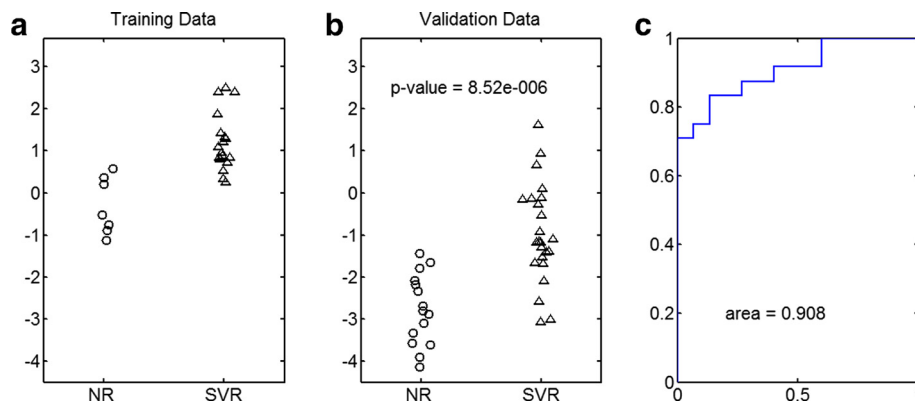 a
Training Data
3
2
1
0
-1
-2
-3
-4
NR
SVR
b
Validation Data
p-value = 8.52e-006
3
2
1
0
-1
-2
-3
-4
NR
SVR
c
1
0.8
0.6
0.4
0.2
0
area = 0.908
0
0.5